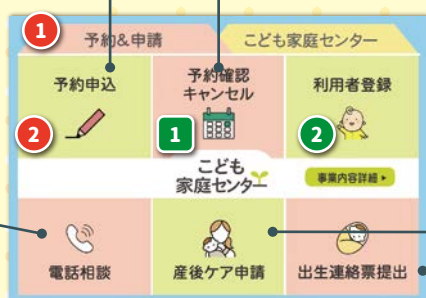 1
予約&申請
こども家庭センター
予約申込
予約確認
キャンセル
利用者登録
2
1
2
こども
家庭センター
事業内容詳細▶
電話相談
産後ケア申請
出生連絡票提出